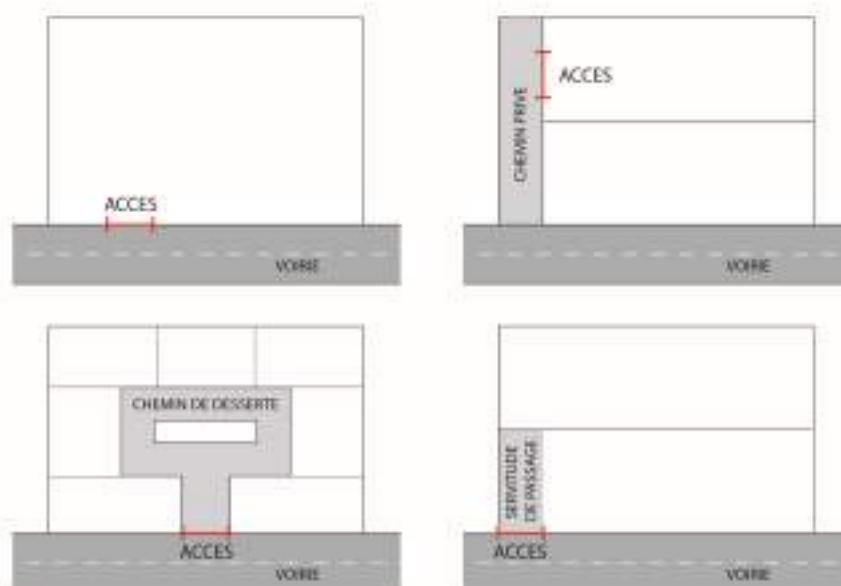 ACCES
VOIRIE
CHEMIN PRIVE
ACCES
VOIRIE
CHEMIN DE DESSERTE
ACCES
VOIRIE
SERVITUDE
DE PASSAGE
ACCES
VOIRIE